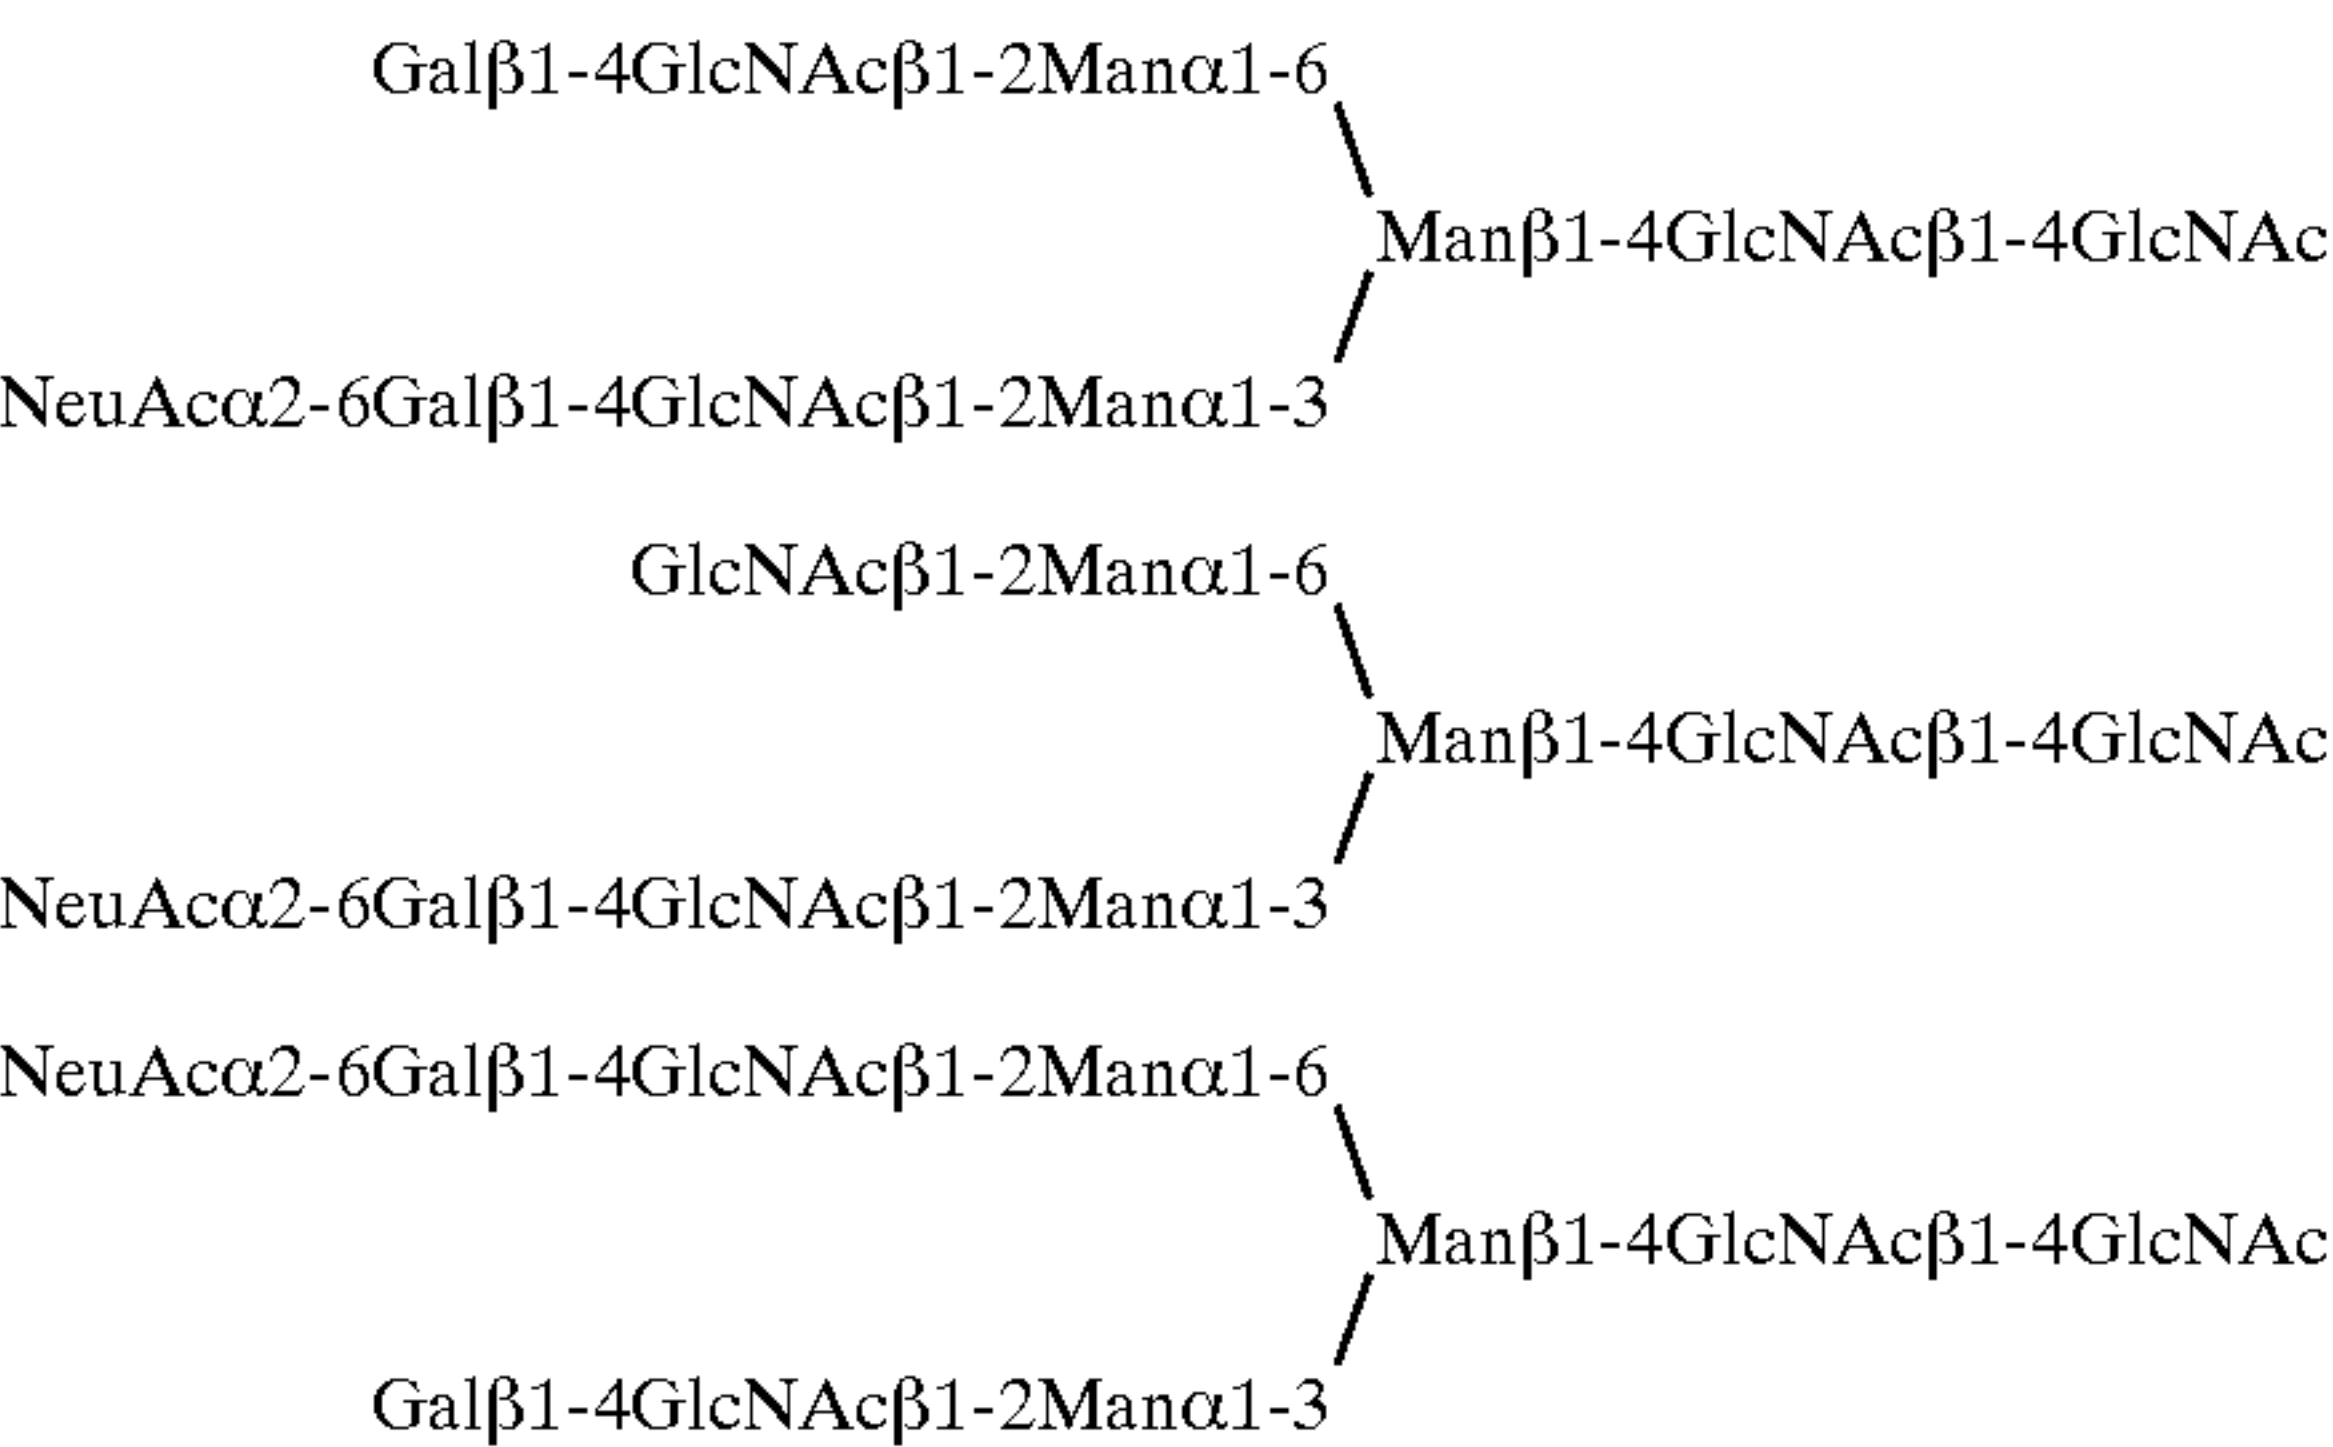 Galβ1-4GlcNAcβ1-2Manα1-6
Manβ1-4GlcNAcβ1-4GlcNAc
NeuAcα2-6Galβ1-4GlcNAcβ1-2Manα1-3
GlcNAcβ1-2Manα1-6
Manβ1-4GlcNAcβ1-4GlcNAc
NeuAcα2-6Galβ1-4GlcNAcβ1-2Manα1-3
NeuAcα2-6Galβ1-4GlcNAcβ1-2Manα1-6
Manβ1-4GlcNAcβ1-4GlcNAc
Galβ1-4GlcNAcβ1-2Manα1-3